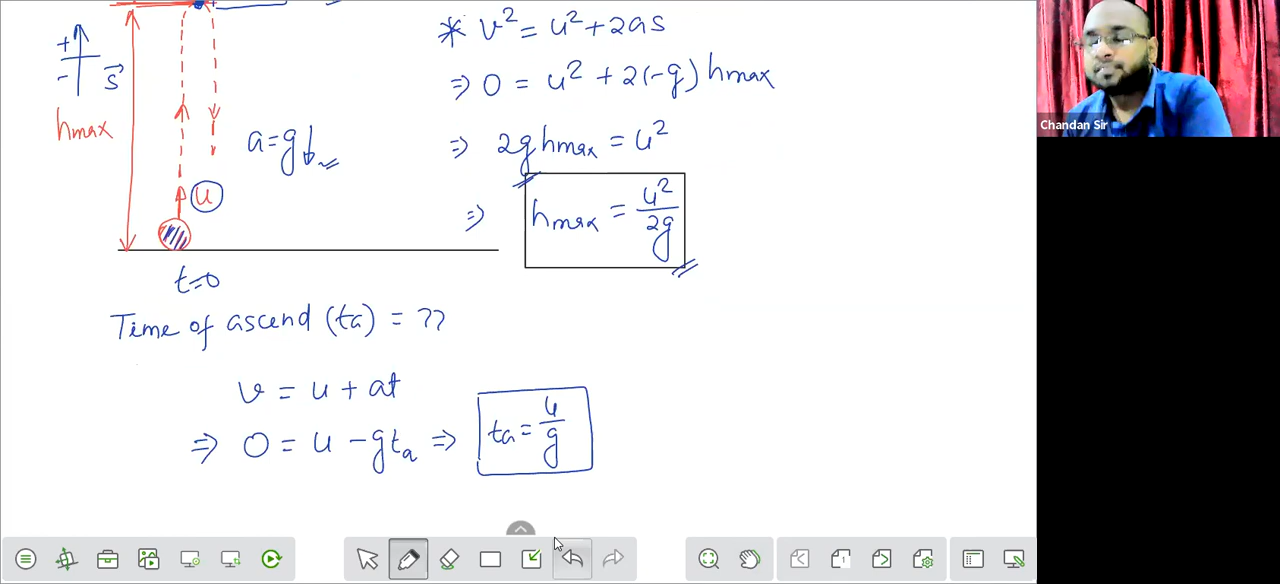 * v² = u² + 2as
⇒ 0 = u² + 2(-g) hmax
+
-
s⃗
hmax
a = g↓
⇒ 2g hmax = u²
u
⇒ hmax = u²/2g
t=0
Time of ascend (ta) = ??
v = u + at
⇒ 0 = u - gta ⇒ ta = u/g
Chandan Sir
1